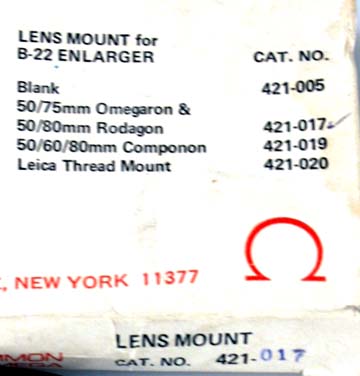 LENS MOUNT for
B-22 ENLARGER CAT. NO.
Blank 421-005
50/75mm Omegaron &
50/80mm Rodagon 421-017
50/60/80mm Componon 421-019
Leica Thread Mount 421-020
, NEW YORK 11377
LENS MOUNT
CAT. NO. 421-017